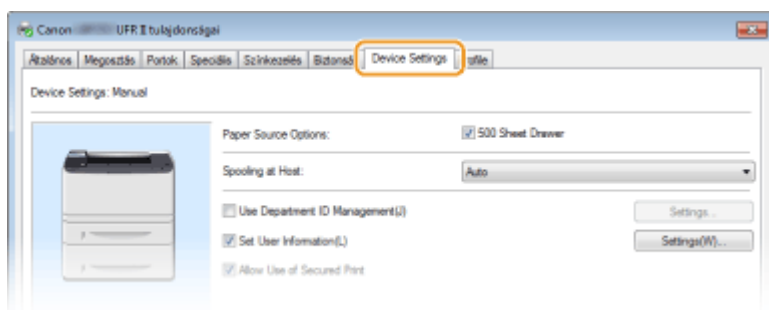 Canon UFR II tulajdonságai
Általános Megosztás Portok Speciális Színkezelés Biztonsá Device Settings rofile
Device Settings: Manual
Paper Source Options: 500 Sheet Drawer
Spooling at Host: Auto
Use Department ID Management(J) Settings...
Set User Information(L) Settings(W)...
Allow Use of Secured Print